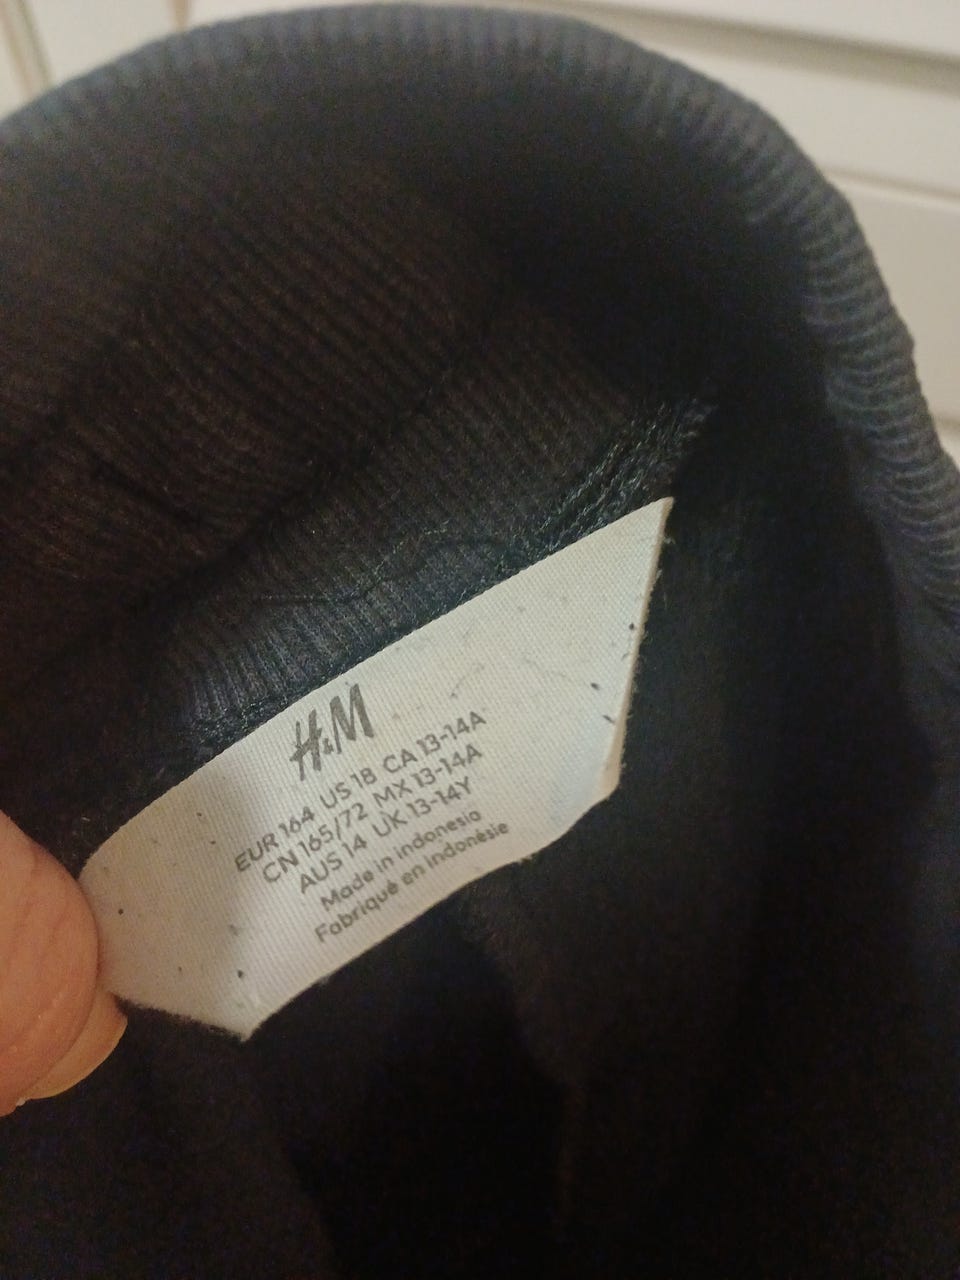 H&M
EUR 164 US 18 CA 13-14A
CN 165/72 MX 13-14A
AUS 14 UK 13-14Y
Made in indonesia
Fabriqué en indonésie